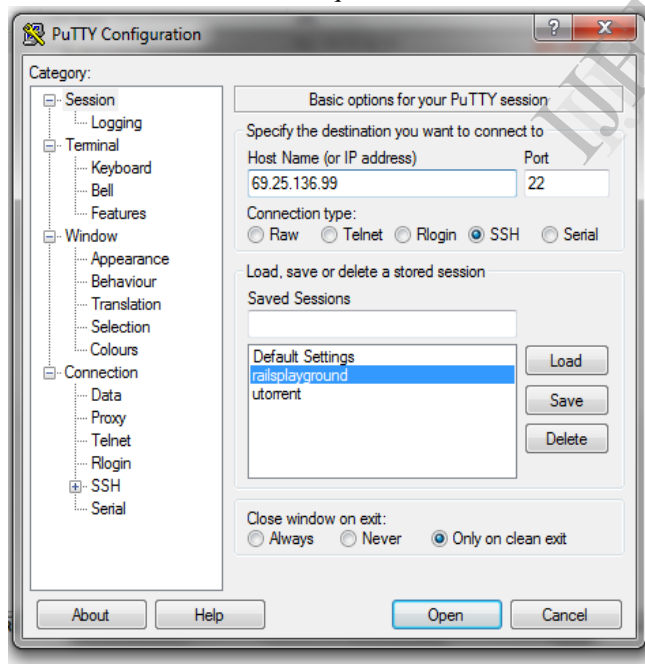 PuTTY Configuration
?
X
Category:
Session
Logging
Terminal
Keyboard
Bell
Features
Window
Appearance
Behaviour
Translation
Selection
Colours
Connection
Data
Proxy
Telnet
Rlogin
SSH
Serial
Basic options for your PuTTY session
Specify the destination you want to connect to
Host Name (or IP address) Port
69.25.136.99 22
Connection type:
Raw Telnet Rlogin SSH Serial
Load, save or delete a stored session
Saved Sessions
Default Settings
railsplayground
utorrent
Load
Save
Delete
Close window on exit:
Always Never Only on clean exit
About Help Open Cancel